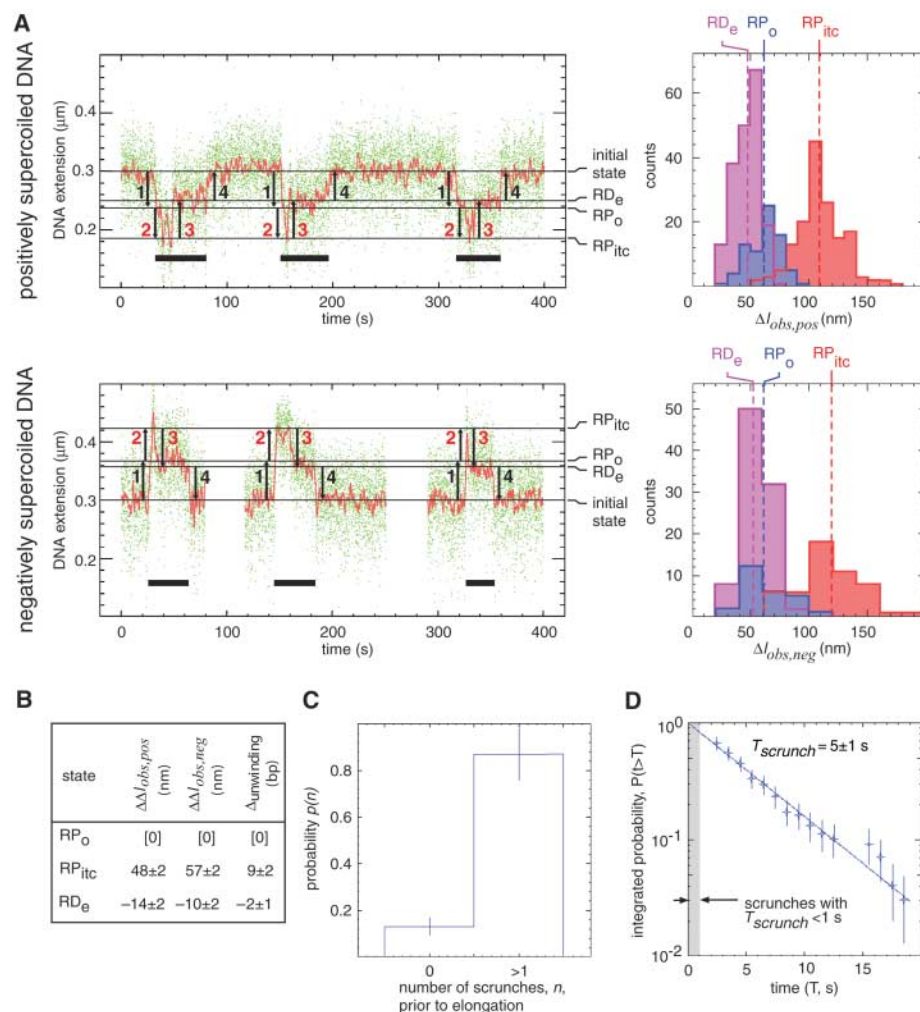 A
positively supercoiled DNA
DNA extension (μm)
0.4
0.3
0.2
1
2
3
4
1
2
3
4
1
2
3
4
initial
state
RDe
RPo
RPitc
0
100
200
300
400
time (s)
RDe
RPo
RPitc
counts
60
40
20
50
100
150
Δlobs,pos (nm)
negatively supercoiled DNA
DNA extension (μm)
0.4
0.3
0.2
2
3
1
4
2
3
1
4
2
3
1
4
RPitc
RPo
RDe
initial
state
0
100
200
300
400
time (s)
RDe
RPo
RPitc
counts
50
40
30
20
10
50
100
150
Δlobs,neg (nm)
B
state ΔΔlobs,pos (nm) ΔΔlobs,neg (nm) Δunwinding (bp)
RPo [0] [0] [0]
RPitc 48±2 57±2 9±2
RDe −14±2 −10±2 −2±1
C
probability p(n)
0.8
0.6
0.4
0.2
0 >1
number of scrunches, n,
prior to elongation
D
integrated probability, P(t>T)
10⁰
10⁻¹
10⁻²
Tscrunch = 5±1 s
scrunches with
Tscrunch <1 s
0 5 10 15
time (T, s)